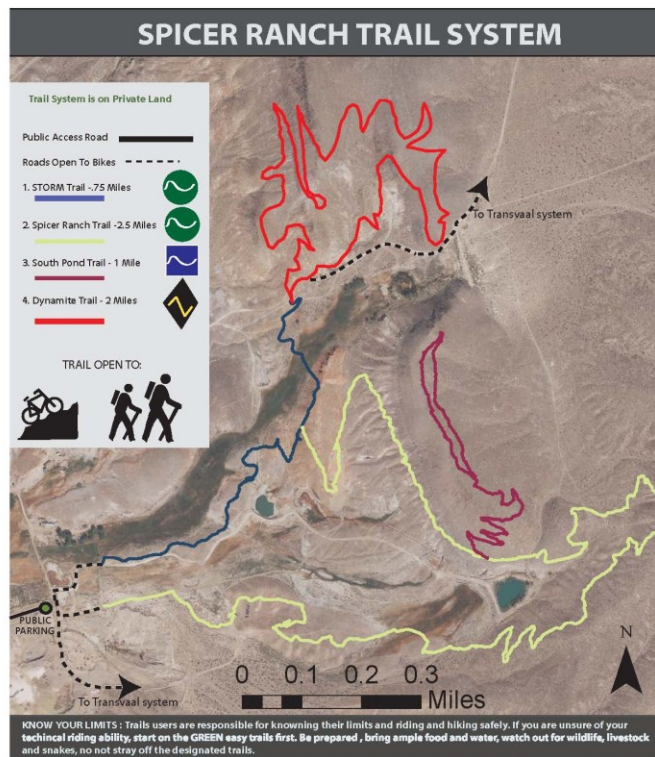 SPICER RANCH TRAIL SYSTEM
Trail System is on Private Land
Public Access Road
Roads Open To Bikes
1. STORM Trail -.75 Miles
2. Spicer Ranch Trail -2.5 Miles
3. South Pond Trail - 1 Mile
4. Dynamite Trail - 2 Miles
TRAIL OPEN TO:
To Transvaal system
PUBLIC
PARKING
To Transvaal system
0 0.1 0.2 0.3
Miles
N
KNOW YOUR LIMITS : Trails users are responsible for knowning their limits and riding and hiking safely. If you are unsure of your
techincal riding ability, start on the GREEN easy trails first. Be prepared , bring ample food and water, watch out for wildlife, livestock
and snakes, no not stray off the designated trails.